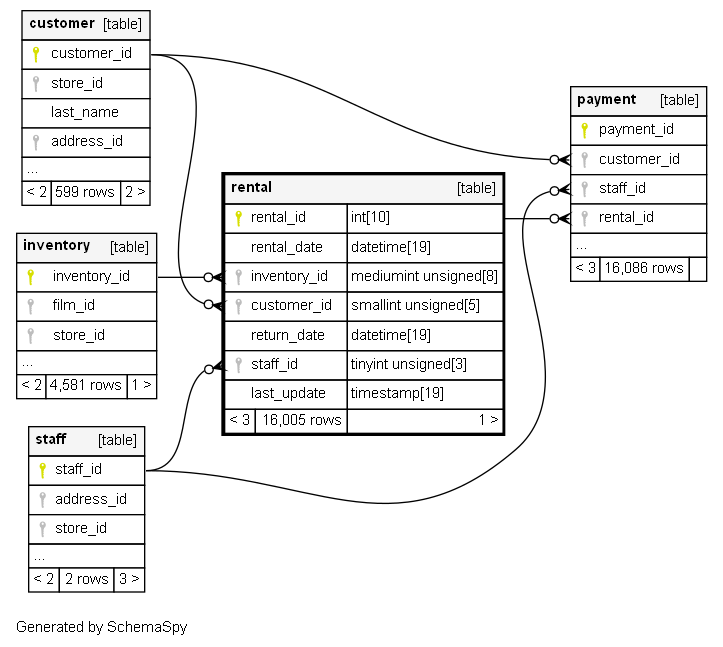 customer [table]
customer_id
store_id
last_name
address_id
...
< 2 599 rows 2 >
inventory [table]
inventory_id
film_id
store_id
...
< 2 4,581 rows 1 >
staff [table]
staff_id
address_id
store_id
...
< 2 2 rows 3 >
rental [table]
rental_id int[10]
rental_date datetime[19]
inventory_id mediumint unsigned[8]
customer_id smallint unsigned[5]
return_date datetime[19]
staff_id tinyint unsigned[3]
last_update timestamp[19]
< 3 16,005 rows 1 >
payment [table]
payment_id
customer_id
staff_id
rental_id
...
< 3 16,086 rows
Generated by SchemaSpy